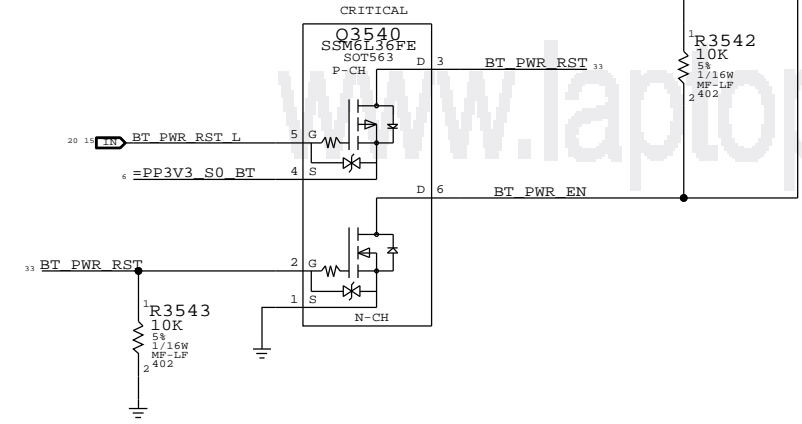 CRITICAL
Q3540
SSM6L36FE
SOT563
P-CH
D 3 BT_PWR_RST 33
1 R3542
5%
1/16W
MF-LF
2 402
20 15 IN BT_PWR_RST_L 5 G
6 =PP3V3_S0_BT 4 S
D 6 BT_PWR_EN
33 BT_PWR_RST 2 G
1 S
N-CH
1 R3543
10K
5%
1/16W
MF-LF
2 402
www.laptop